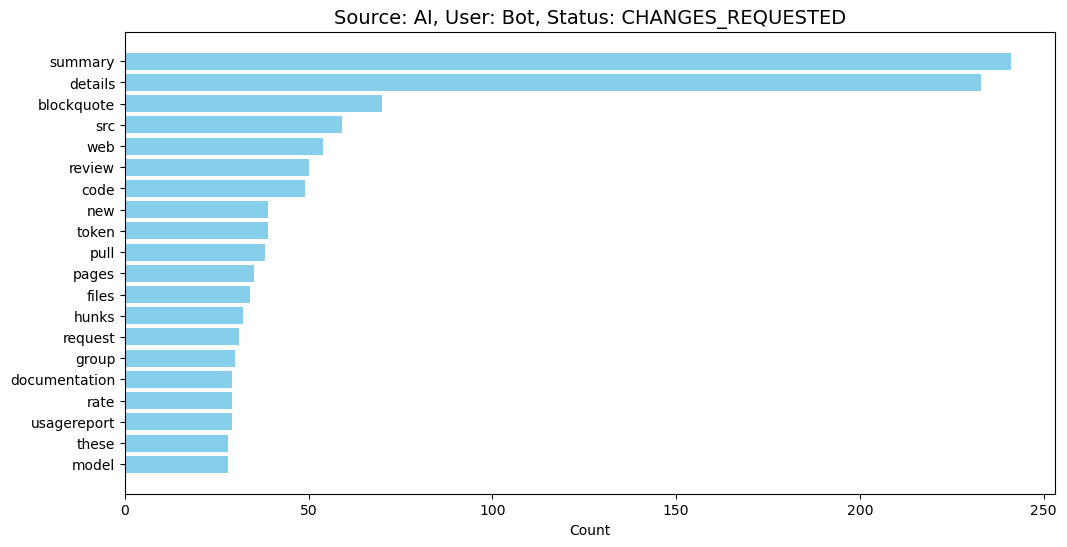 Source: AI, User: Bot, Status: CHANGES_REQUESTED
summary
details
blockquote
src
web
review
code
new
token
pull
pages
files
hunks
request
group
documentation
rate
usagereport
these
model
0 50 100 150 200 250
Count